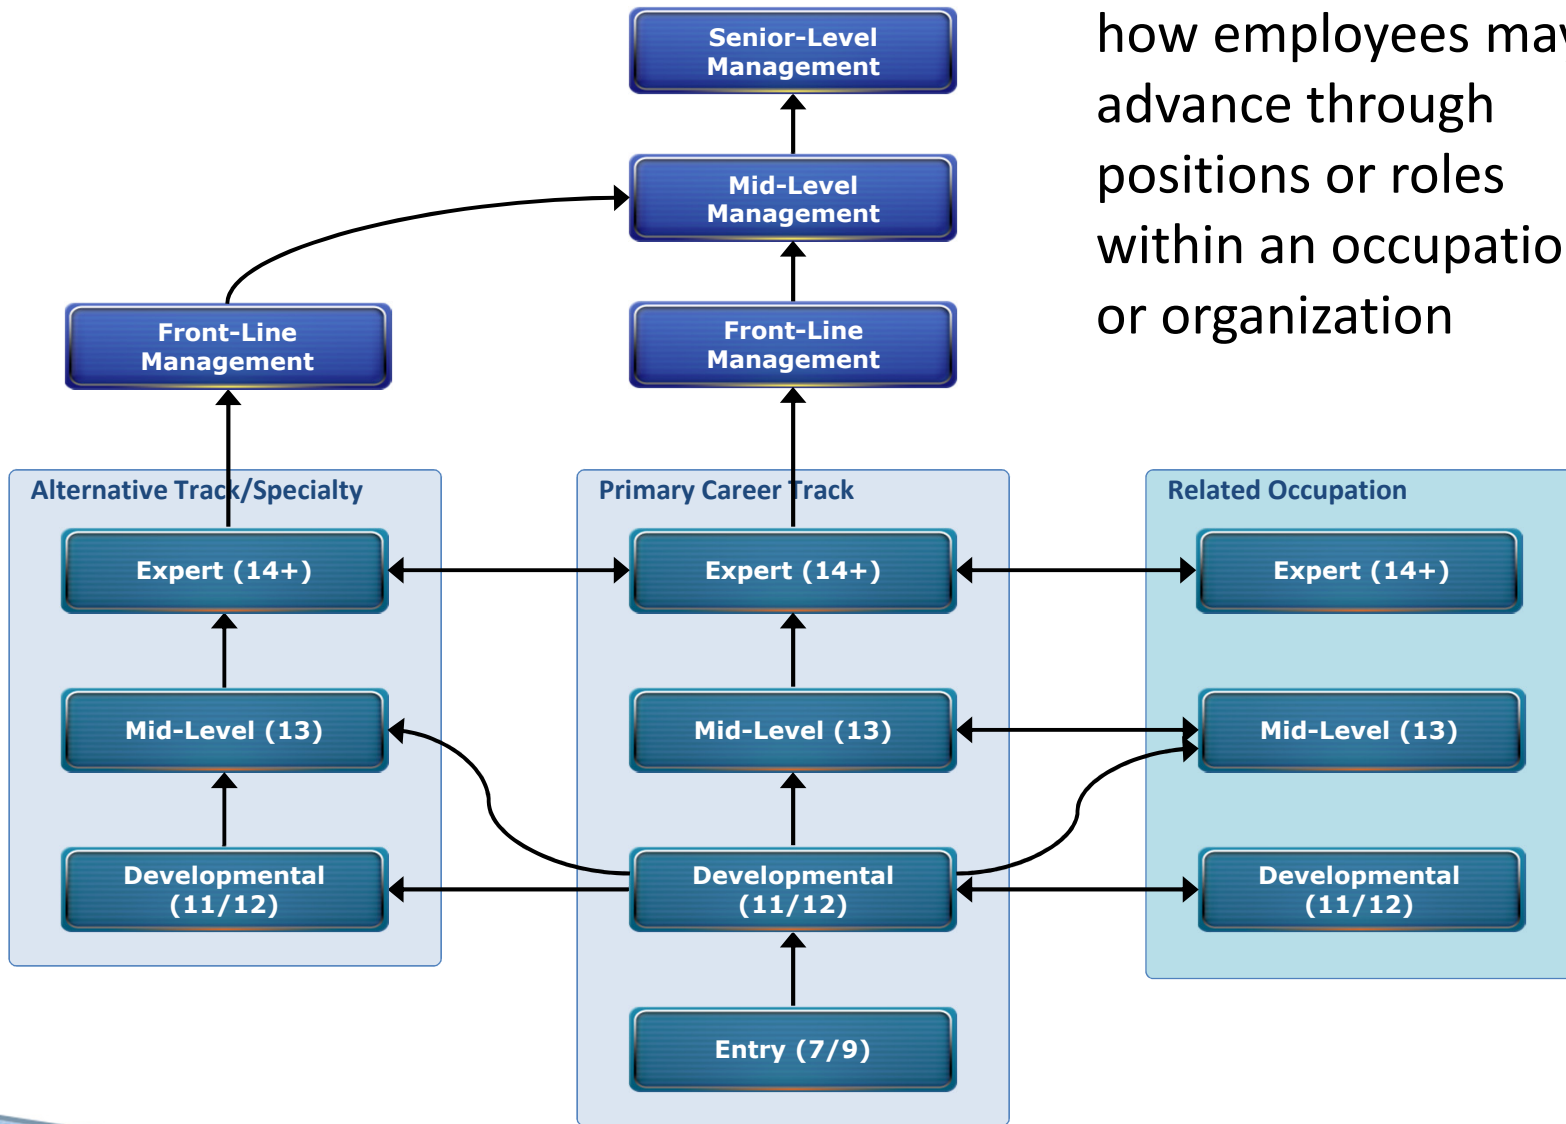 how employees may
advance through
positions or roles
within an occupatio
or organization
Senior-Level
Management
Mid-Level
Management
Front-Line
Management
Front-Line
Management
Alternative Track/Specialty
Primary Career Track
Related Occupation
Expert (14+)
Expert (14+)
Expert (14+)
Mid-Level (13)
Mid-Level (13)
Mid-Level (13)
Developmental
(11/12)
Developmental
(11/12)
Developmental
(11/12)
Entry (7/9)